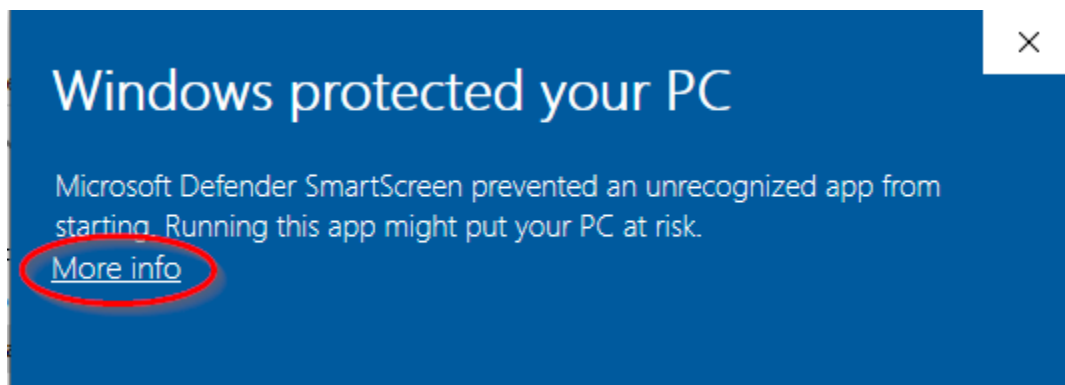 Windows protected your PC
Microsoft Defender SmartScreen prevented an unrecognized app from
starting. Running this app might put your PC at risk.
More info